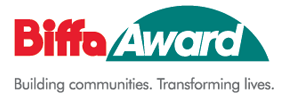 Biffa Award
Building communities. Transforming lives.